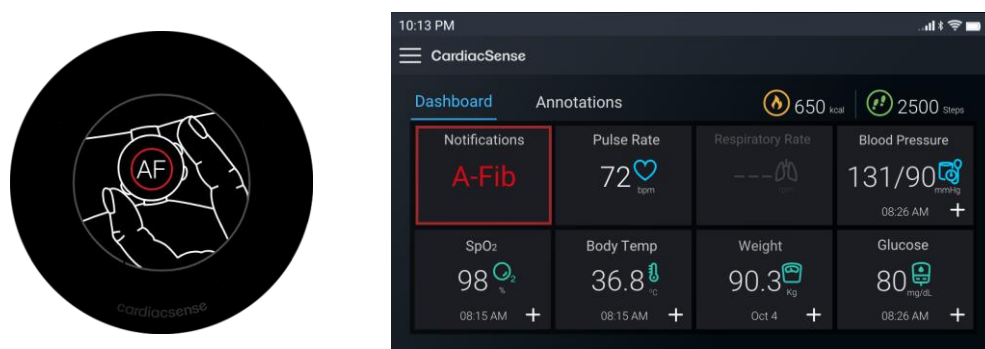 AF
cardiacsense
10:13 PM
CardiacSense
Dashboard Annotations 650 kcal 2500 Steps
Notifications Pulse Rate Respiratory Rate Blood Pressure
A-Fib 72 bpm --- 131/90 mmHg
08:26 AM +
SpO2 Body Temp Weight Glucose
98 % O2 36.8 °C 90.3 Kg 80 mg/dL
08:15 AM + 08:15 AM + Oct 4 + 08:26 AM +